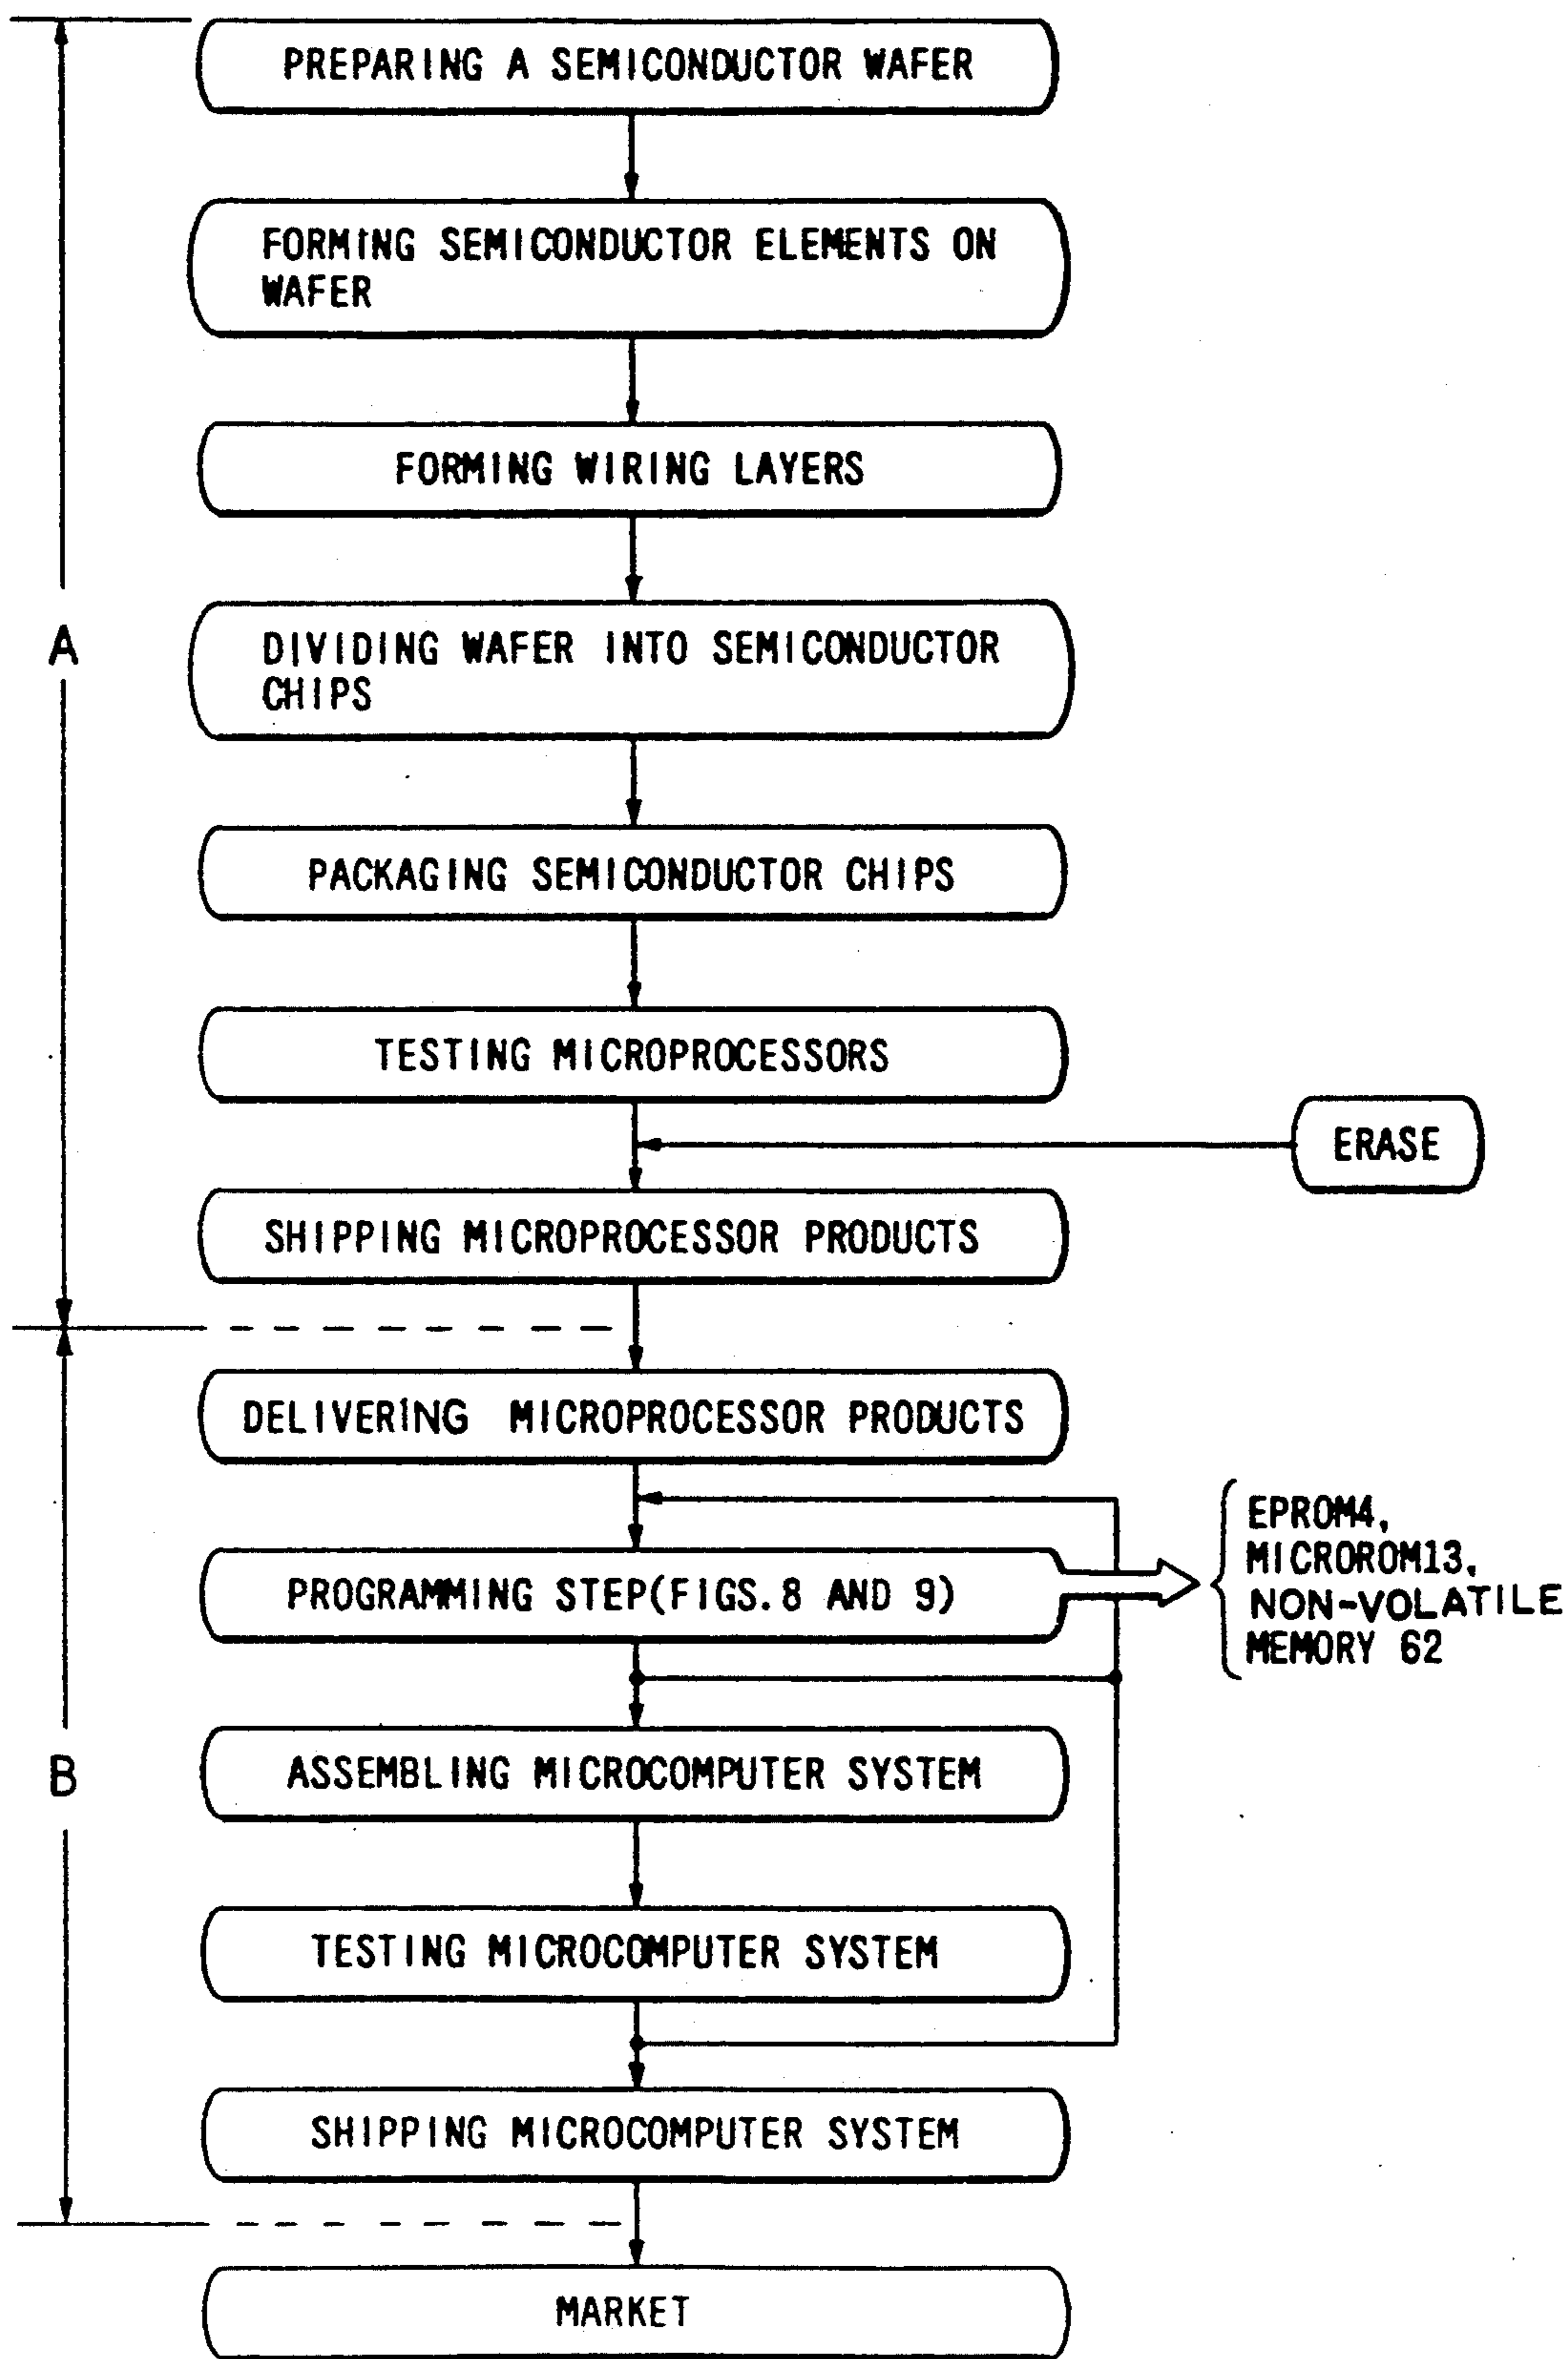 PREPARING A SEMICONDUCTOR WAFER
FORMING SEMICONDUCTOR ELEMENTS ON
WAFER
FORMING WIRING LAYERS
A
DIVIDING WAFER INTO SEMICONDUCTOR
CHIPS
PACKAGING SEMICONDUCTOR CHIPS
TESTING MICROPROCESSORS
ERASE
SHIPPING MICROPROCESSOR PRODUCTS
DELIVERING MICROPROCESSOR PRODUCTS
PROGRAMMING STEP(FIGS.8 AND 9)
EPROM4,
MICROROM13,
NON-VOLATILE
MEMORY 62
B
ASSEMBLING MICROCOMPUTER SYSTEM
TESTING MICROCOMPUTER SYSTEM
SHIPPING MICROCOMPUTER SYSTEM
MARKET